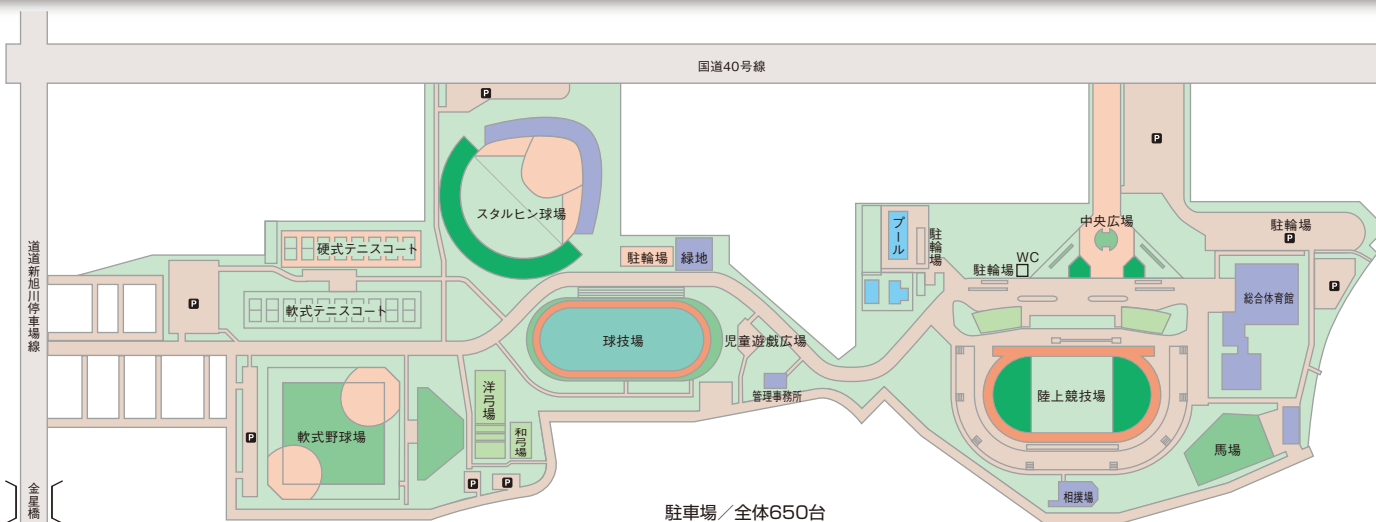 国道40号線
P
P
スタルヒン球場
中央広場
プール
駐輪場
駐輪場
P
道道新旭川停車場線
硬式テニスコート
駐輪場
緑地
WC
駐輪場
P
P
総合体育館
軟式テニスコート
球技場
児童遊戯広場
管理事務所
洋弓場
陸上競技場
P
軟式野球場
和弓場
馬場
P
P
金星橋
相撲場
駐車場／全体650台